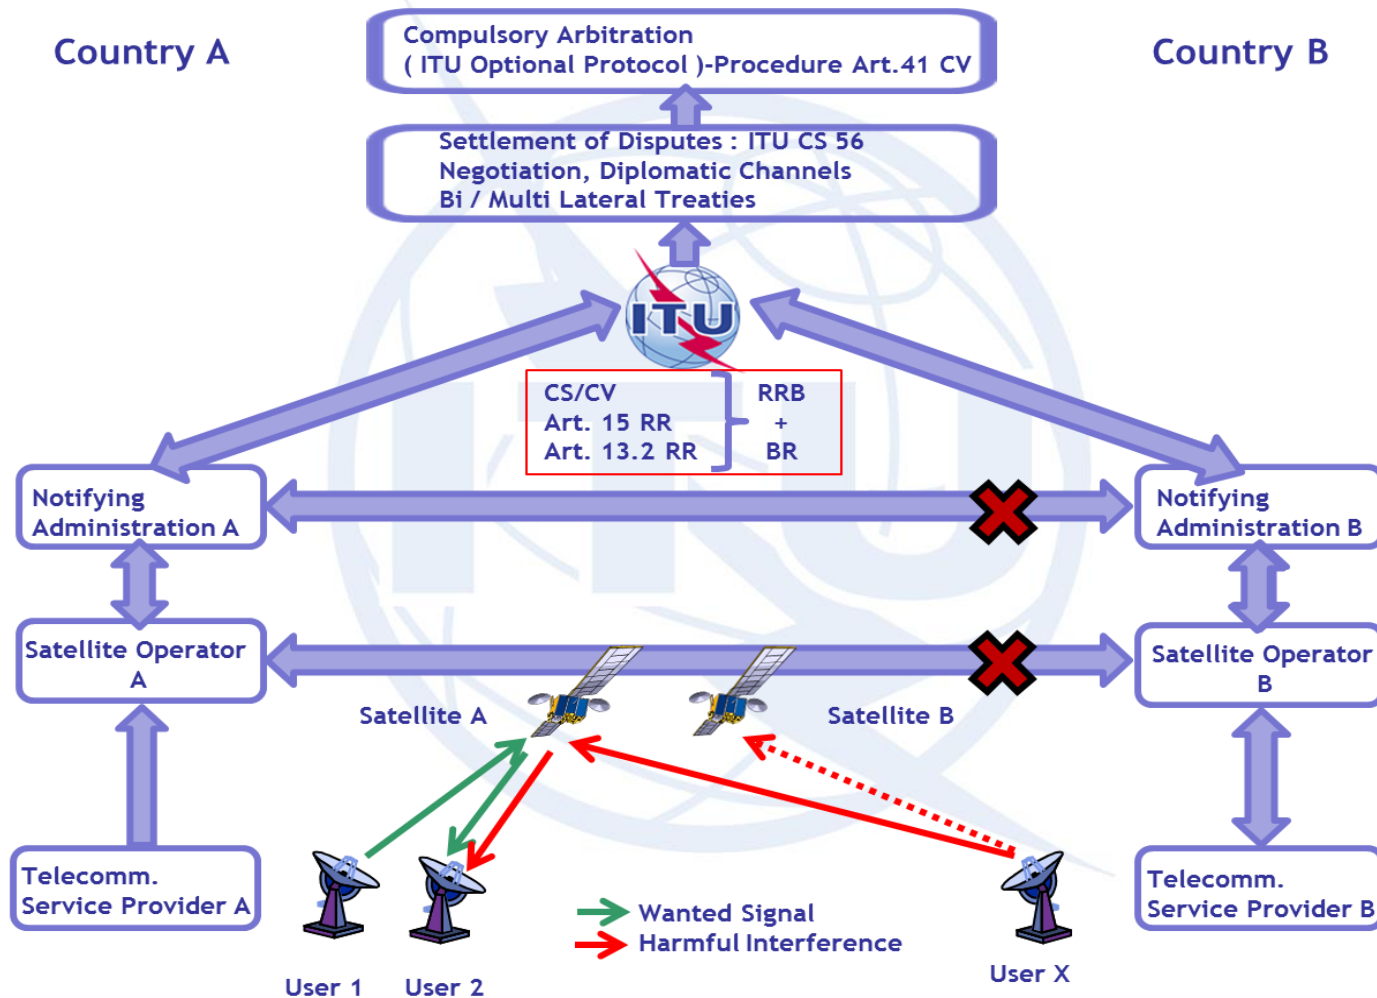 Country A
Country B
Compulsory Arbitration
( ITU Optional Protocol )-Procedure Art.41 CV
Settlement of Disputes : ITU CS 56
Negotiation, Diplomatic Channels
Bi / Multi Lateral Treaties
ITU
CS/CV
Art. 15 RR
Art. 13.2 RR
RRB
+
BR
Notifying
Administration A
Notifying
Administration B
Satellite Operator
A
Satellite Operator
B
Satellite A
Satellite B
Telecomm.
Service Provider A
Telecomm.
Service Provider B
Wanted Signal
Harmful Interference
User 1
User 2
User X
ITU